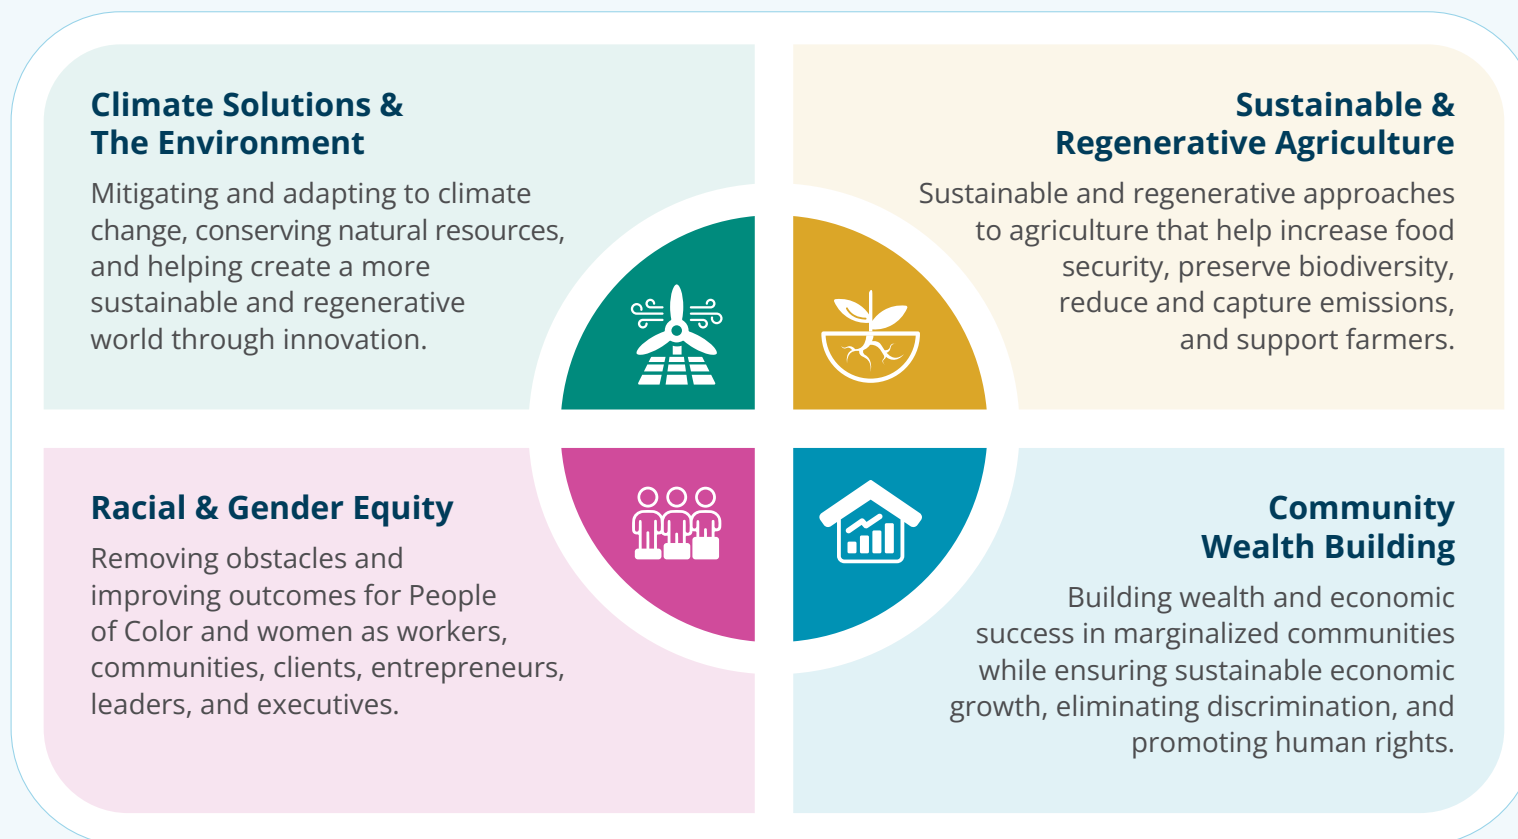 Climate Solutions &
The Environment
Mitigating and adapting to climate
change, conserving natural resources,
and helping create a more
sustainable and regenerative
world through innovation.
Sustainable &
Regenerative Agriculture
Sustainable and regenerative approaches
to agriculture that help increase food
security, preserve biodiversity,
reduce and capture emissions,
and support farmers.
Racial & Gender Equity
Removing obstacles and
improving outcomes for People
of Color and women as workers,
communities, clients, entrepreneurs,
leaders, and executives.
Community
Wealth Building
Building wealth and economic
success in marginalized communities
while ensuring sustainable economic
growth, eliminating discrimination, and
promoting human rights.